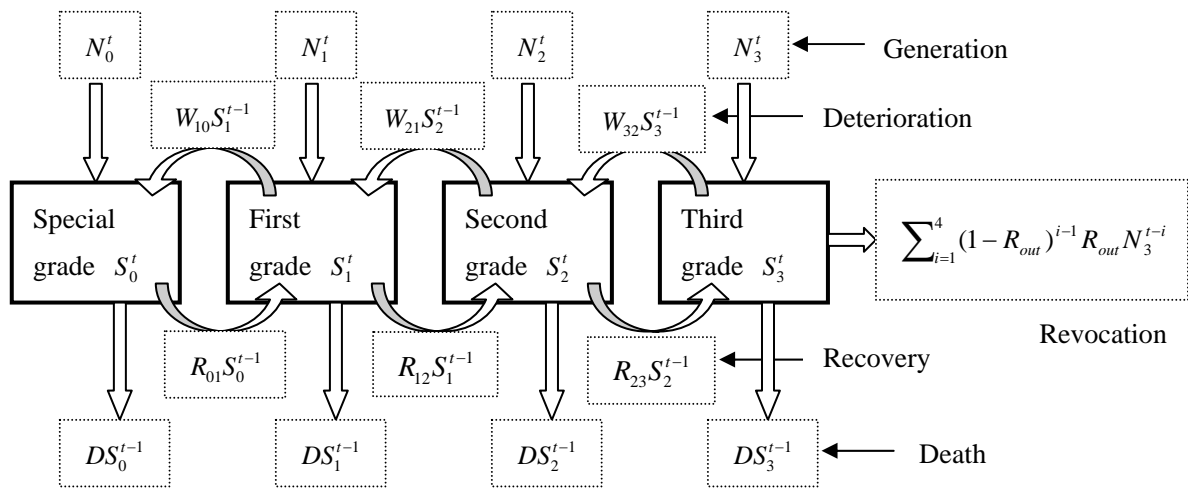 N_0^t N_1^t N_2^t N_3^t Generation
W_{10}S_1^{t-1} W_{21}S_2^{t-1} W_{32}S_3^{t-1} Deterioration
Special First Second Third
grade S_0^t grade S_1^t grade S_2^t grade S_3^t
\sum_{i=1}^{4}(1-R_{out})^{i-1}R_{out}N_3^{t-i}
Revocation
R_{01}S_0^{t-1} R_{12}S_1^{t-1} R_{23}S_2^{t-1} Recovery
DS_0^{t-1} DS_1^{t-1} DS_2^{t-1} DS_3^{t-1} Death